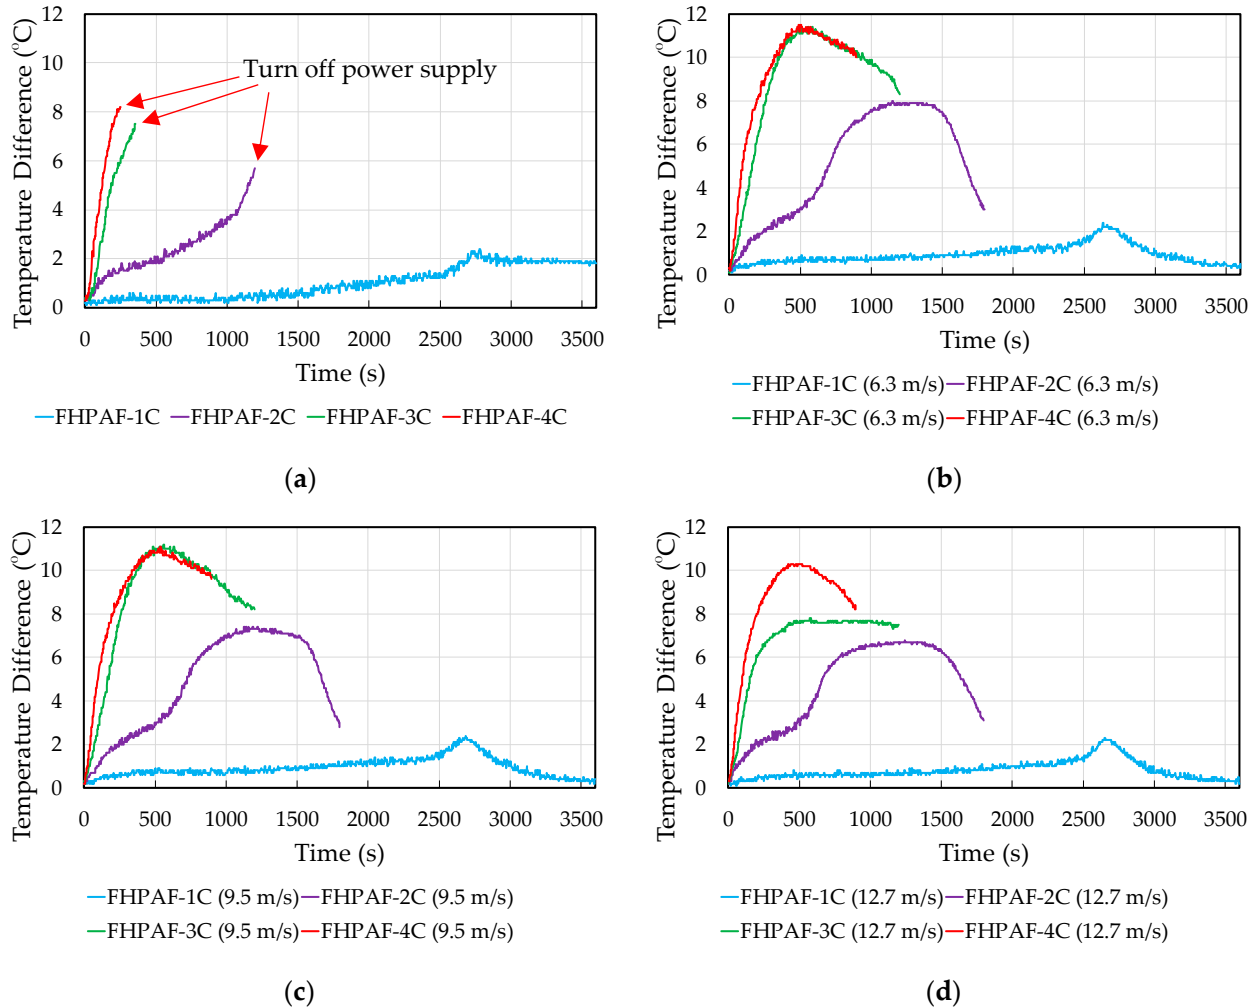 12
10
8
6
4
2
0
Temperature Difference (°C)
Turn off power supply
0 500 1000 1500 2000 2500 3000 3500
Time (s)
FHPAF-1C FHPAF-2C FHPAF-3C FHPAF-4C
(a)
12
10
8
6
4
2
0
Temperature Difference (°C)
0 500 1000 1500 2000 2500 3000 3500
Time (s)
FHPAF-1C (6.3 m/s) FHPAF-2C (6.3 m/s)
FHPAF-3C (6.3 m/s) FHPAF-4C (6.3 m/s)
(b)
12
10
8
6
4
2
0
Temperature Difference (°C)
0 500 1000 1500 2000 2500 3000 3500
Time (s)
FHPAF-1C (9.5 m/s) FHPAF-2C (9.5 m/s)
FHPAF-3C (9.5 m/s) FHPAF-4C (9.5 m/s)
(c)
12
10
8
6
4
2
0
Temperature Difference (°C)
0 500 1000 1500 2000 2500 3000 3500
Time (s)
FHPAF-1C (12.7 m/s) FHPAF-2C (12.7 m/s)
FHPAF-3C (12.7 m/s) FHPAF-4C (12.7 m/s)
(d)